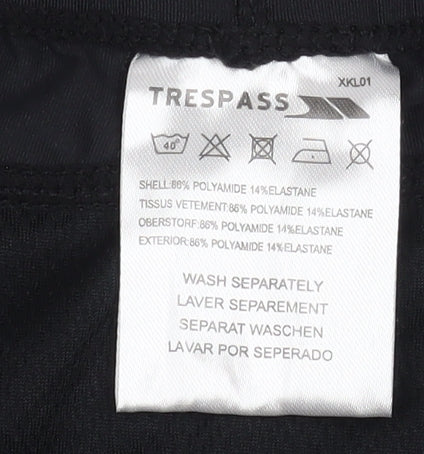 XKL01
TRESPASS
40°
SHELL:86% POLYAMIDE 14%ELASTANE
TISSUS VETEMENT:86% POLYAMIDE 14%ELASTANE
OBERSTORF:86% POLYAMIDE 14%ELASTANE
EXTERIOR:86% POLYAMIDE 14%ELASTANE
WASH SEPARATELY
LAVER SEPAREMENT
SEPARAT WASCHEN
LAVAR POR SEPERADO